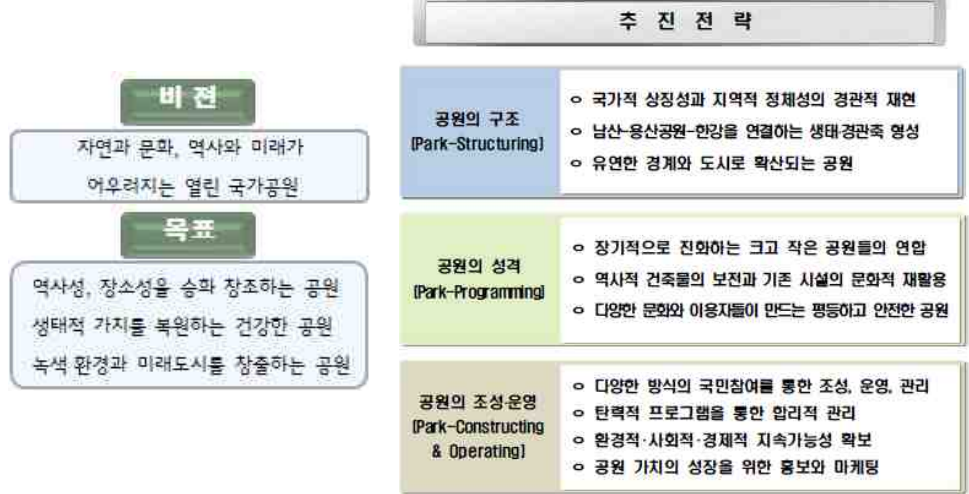 추 진 전 략
비 전
자연과 문화, 역사와 미래가
어우러지는 열린 국가공원
목표
역사성, 장소성을 승화 창조하는 공원
생태적 가치를 복원하는 건강한 공원
녹색 환경과 미래도시를 창출하는 공원
공원의 구조
(Park-Structuring)
○ 국가적 상징성과 지역적 정체성의 경관적 재현
○ 남산-용산공원-한강을 연결하는 생태·경관축 형성
○ 유연한 경계와 도시로 확산되는 공원
공원의 성격
(Park-Programming)
○ 장기적으로 진화하는 크고 작은 공원들의 연합
○ 역사적 건축물의 보전과 기존 시설의 문화적 재활용
○ 다양한 문화와 이용자들이 만드는 평등하고 안전한 공원
공원의 조성·운영
(Park-Constructing
& Operating)
○ 다양한 방식의 국민참여를 통한 조성, 운영, 관리
○ 탄력적 프로그램을 통한 합리적 관리
○ 환경적·사회적·경제적 지속가능성 확보
○ 공원 가치의 성장을 위한 홍보와 마케팅